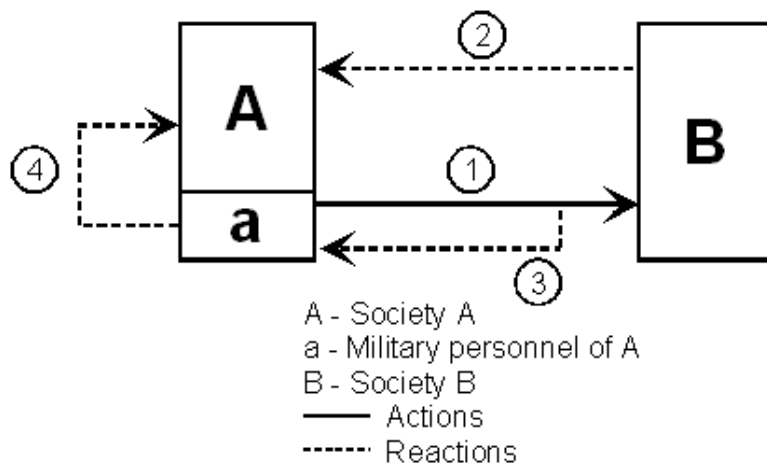 2
A
B
4
1
a
3
A - Society A
a - Military personnel of A
B - Society B
Actions
Reactions